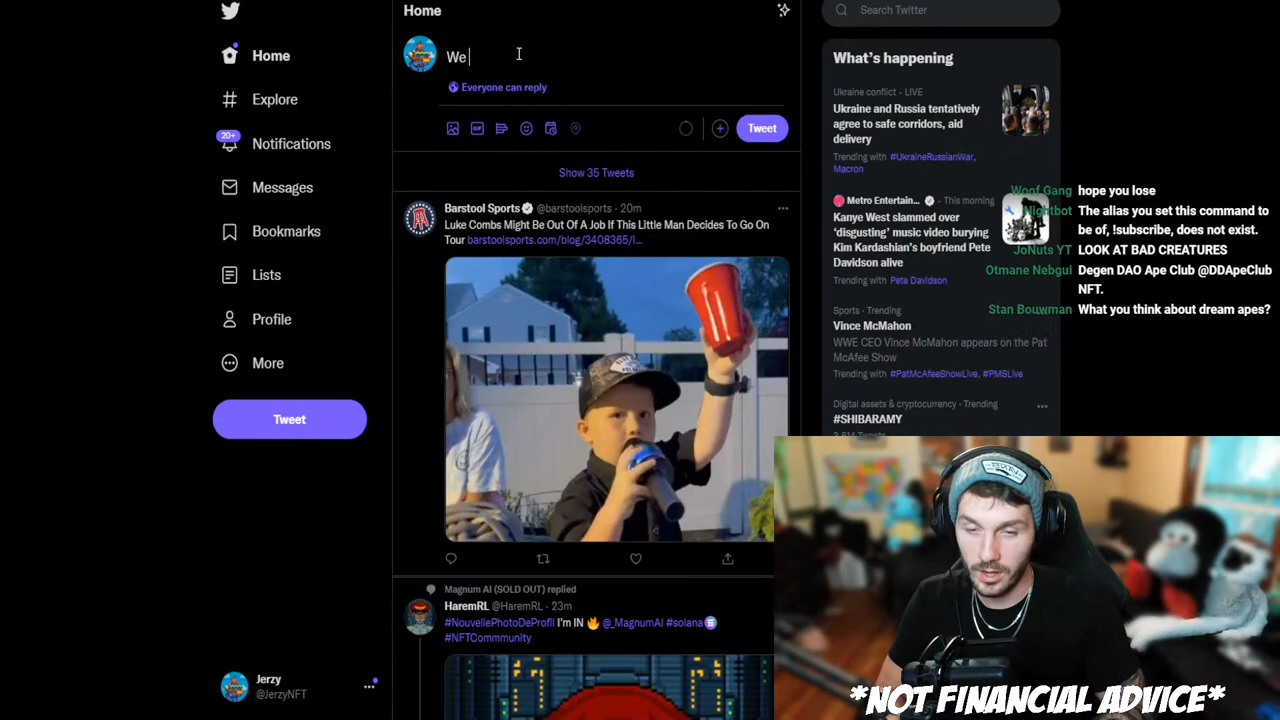 Home
Explore
20+
Notifications
Messages
Bookmarks
Lists
Profile
More
Tweet
Jerzy
@JerzyNFT
Home
We
Everyone can reply
GIF
Tweet
Show 35 Tweets
Barstool Sports @barstoolsports · 20m
Luke Combs Might Be Out Of A Job If This Little Man Decides To Go On
Tour barstoolsports.com/blog/3408365/l...
Magnum AI (SOLD OUT) replied
HaremRL @HaremRL · 23m
#NouvellePhotoDeProfil I'm IN 🔥 @_MagnumAI #solana
#NFTCommmunity
Search Twitter
What's happening
Ukraine conflict · LIVE
Ukraine and Russia tentatively
agree to safe corridors, aid
delivery
Trending with #UkraineRussianWar,
Macron
Metro Entertain... · This morning
Kanye West slammed over
'disgusting' music video burying
Kim Kardashian's boyfriend Pete
Davidson alive
Trending with Pete Davidson
Sports · Trending
Vince McMahon
WWE CEO Vince McMahon appears on the Pat
McAfee Show
Trending with #PatMcAfeeShowLive, #PMSLive
Digital assets & cryptocurrency · Trending
#SHIBARAMY
Woof Gang hope you lose
Nightbot The alias you set this command to
be of, !subscribe, does not exist.
JoNuts YT LOOK AT BAD CREATURES
Otmane Nebgui Degen DAO Ape Club @DDApeClub
NFT.
Stan Bouwman What you think about dream apes?
*NOT FINANCIAL ADVICE*